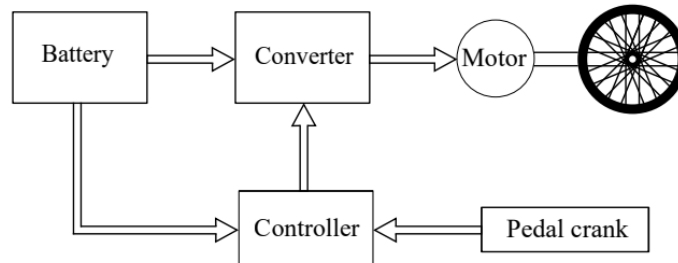 Battery
Converter
Motor
Controller
Pedal crank